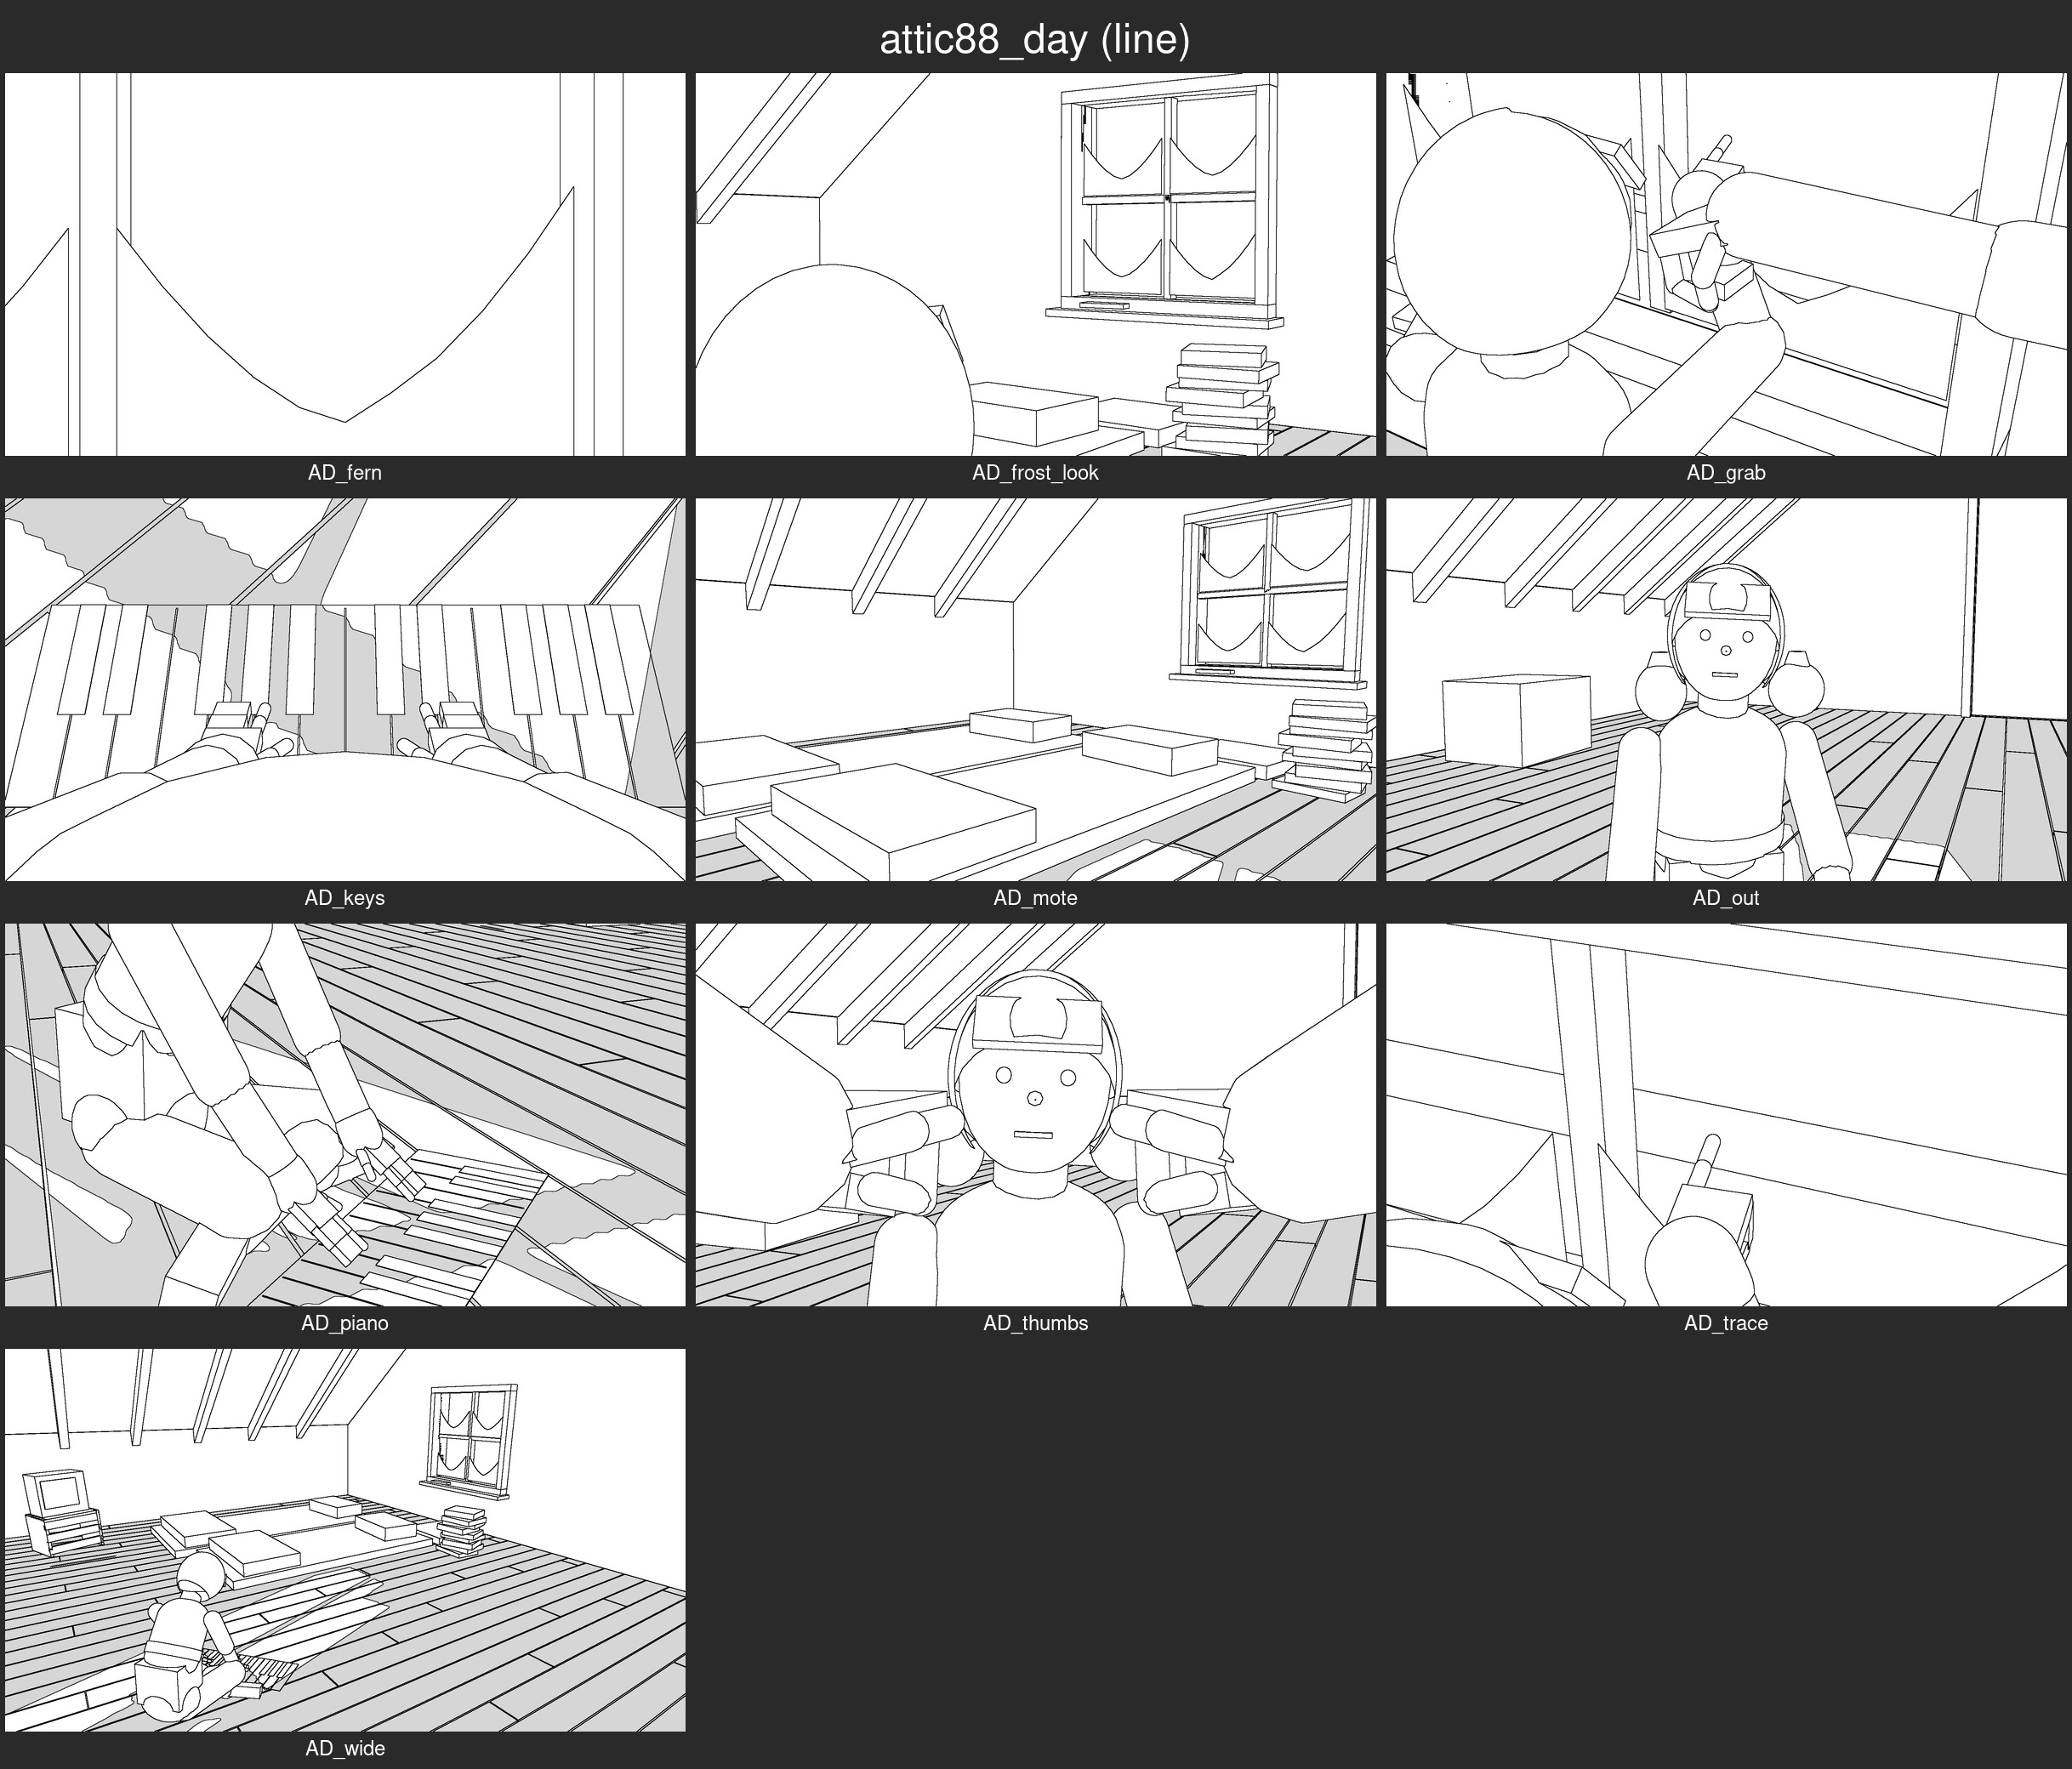 attic88_day (line)
AD_fern
AD_frost_look
AD_grab
AD_keys
AD_mote
AD_out
AD_piano
AD_thumbs
AD_trace
AD_wide